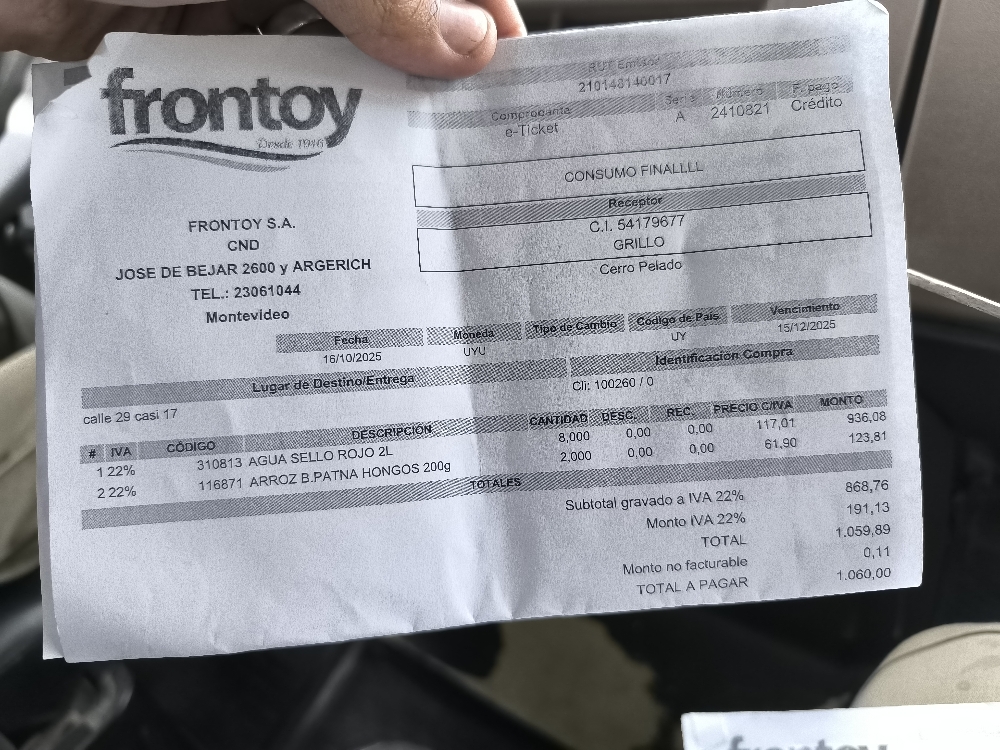 frontoy
Desde 1946
RUT Emisor
210148140017
Comprobante Serie Número F. pago
e-Ticket A 2410821 Crédito
CONSUMO FINALLLL
Receptor
C.I. 54179677
GRILLO
Cerro Pelado
FRONTOY S.A.
CND
JOSE DE BEJAR 2600 y ARGERICH
TEL.: 23061044
Montevideo
Fecha Moneda Tipo de Cambio Código de País Vencimiento
16/10/2025 UYU UY 15/12/2025
Lugar de Destino/Entrega Identificacion Compra
calle 29 casi 17 Cli: 100260 / 0
# IVA CÓDIGO DESCRIPCIÓN CANTIDAD DESC. REC. PRECIO C/IVA MONTO
1 22% 310813 AGUA SELLO ROJO 2L 8,000 0,00 0,00 117,01 936,08
2 22% 116871 ARROZ B.PATNA HONGOS 200g 2,000 0,00 0,00 61,90 123,81
TOTALES
Subtotal gravado a IVA 22% 868,76
Monto IVA 22% 191,13
TOTAL 1.059,89
Monto no facturable 0,11
TOTAL A PAGAR 1.060,00
frontoy